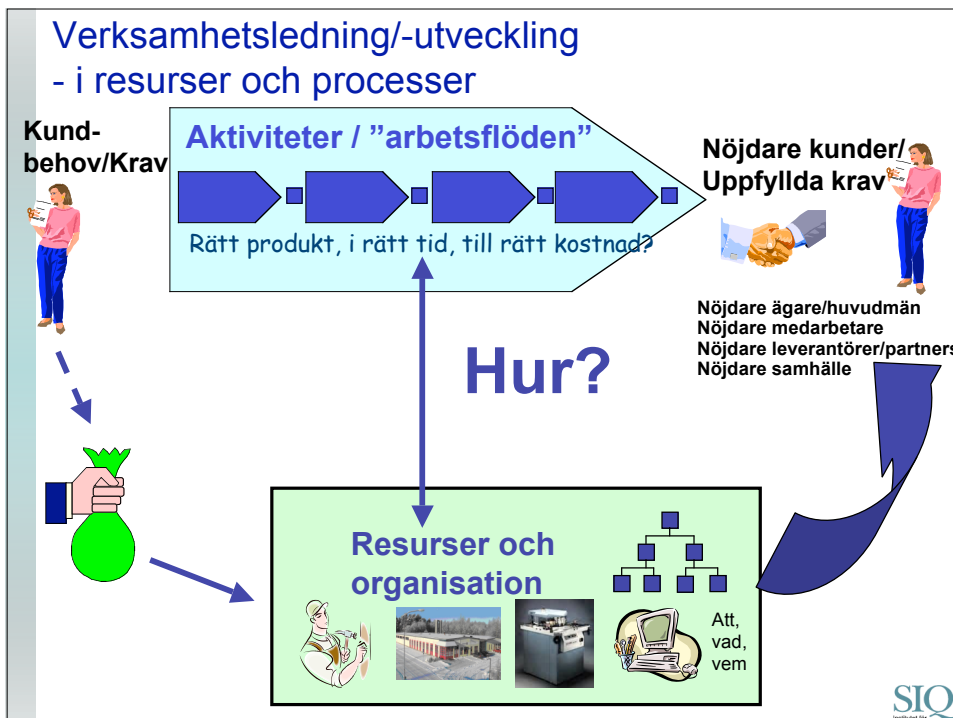 Verksamhetsledning/-utveckling
- i resurser och processer
Kund-
behov/Krav
Aktiviteter / ”arbetsflöden”
Rätt produkt, i rätt tid, till rätt kostnad?
Nöjdare kunder/
Uppfyllda krav
Nöjdare ägare/huvudmän
Nöjdare medarbetare
Nöjdare leverantörer/partners
Nöjdare samhälle
Hur?
Resurser och
organisation
Att,
vad,
vem
SIQ